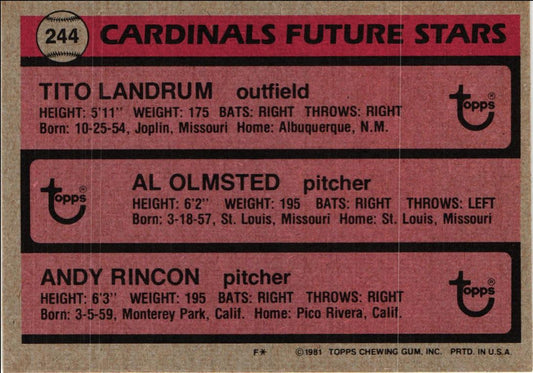 244 CARDINALS FUTURE STARS
TITO LANDRUM outfield
HEIGHT: 5'11" WEIGHT: 175 BATS: RIGHT THROWS: RIGHT
Born: 10-25-54, Joplin, Missouri Home: Albuquerque, N.M.
Topps®
AL OLMSTED pitcher
HEIGHT: 6'2" WEIGHT: 195 BATS: RIGHT THROWS: LEFT
Born: 3-18-57, St. Louis, Missouri Home: St. Louis, Missouri
Topps®
ANDY RINCON pitcher
HEIGHT: 6'3" WEIGHT: 195 BATS: RIGHT THROWS: RIGHT
Born: 3-5-59, Monterey Park, Calif. Home: Pico Rivera, Calif.
Topps®
F* ©1981 TOPPS CHEWING GUM, INC. PRTD. IN U.S.A.